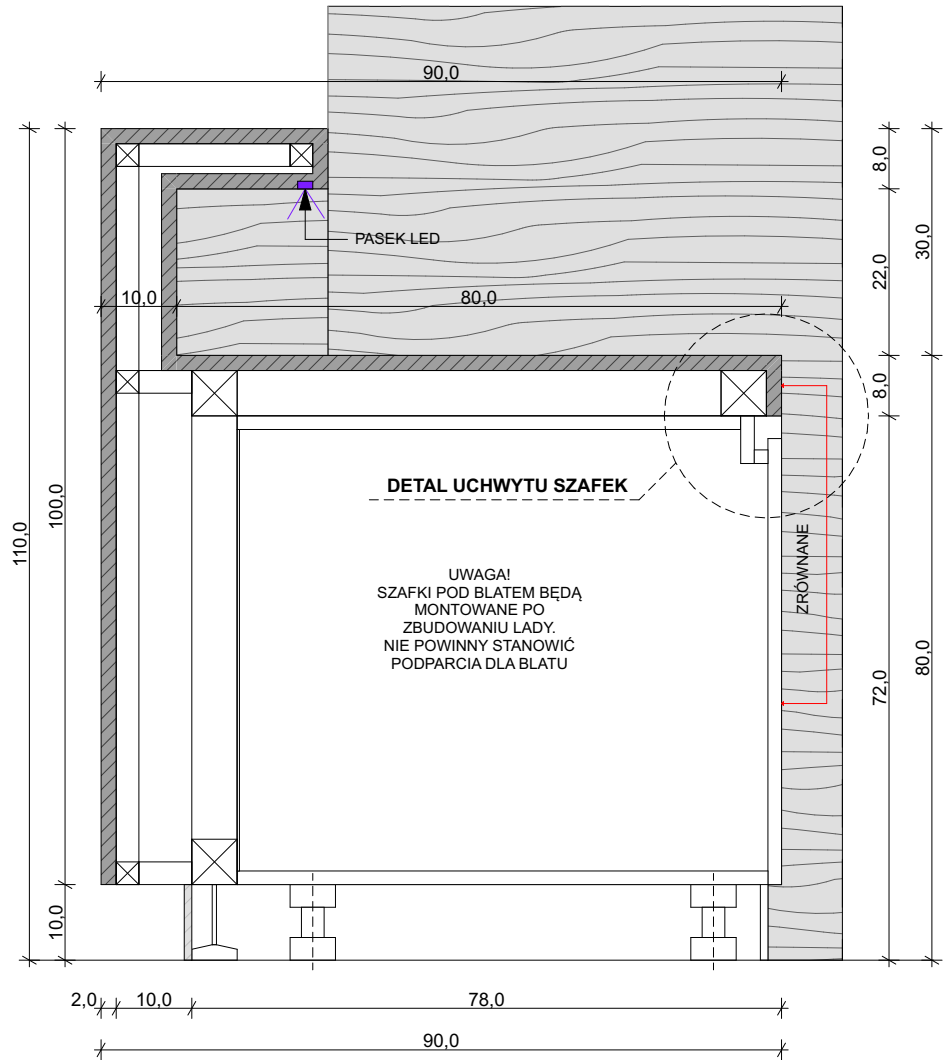 90,0
8,0
PASEK LED
30,0
22,0
10,0
80,0
8,0
DETAL UCHWYTU SZAFEK
100,0
110,0
ZRÓWNANE
UWAGA!
SZAFKI POD BLATEM BĘDĄ
MONTOWANE PO
ZBUDOWANIU LADY.
NIE POWINNY STANOWIĆ
PODPARCIA DLA BLATU
80,0
72,0
10,0
2,0
10,0
78,0
90,0